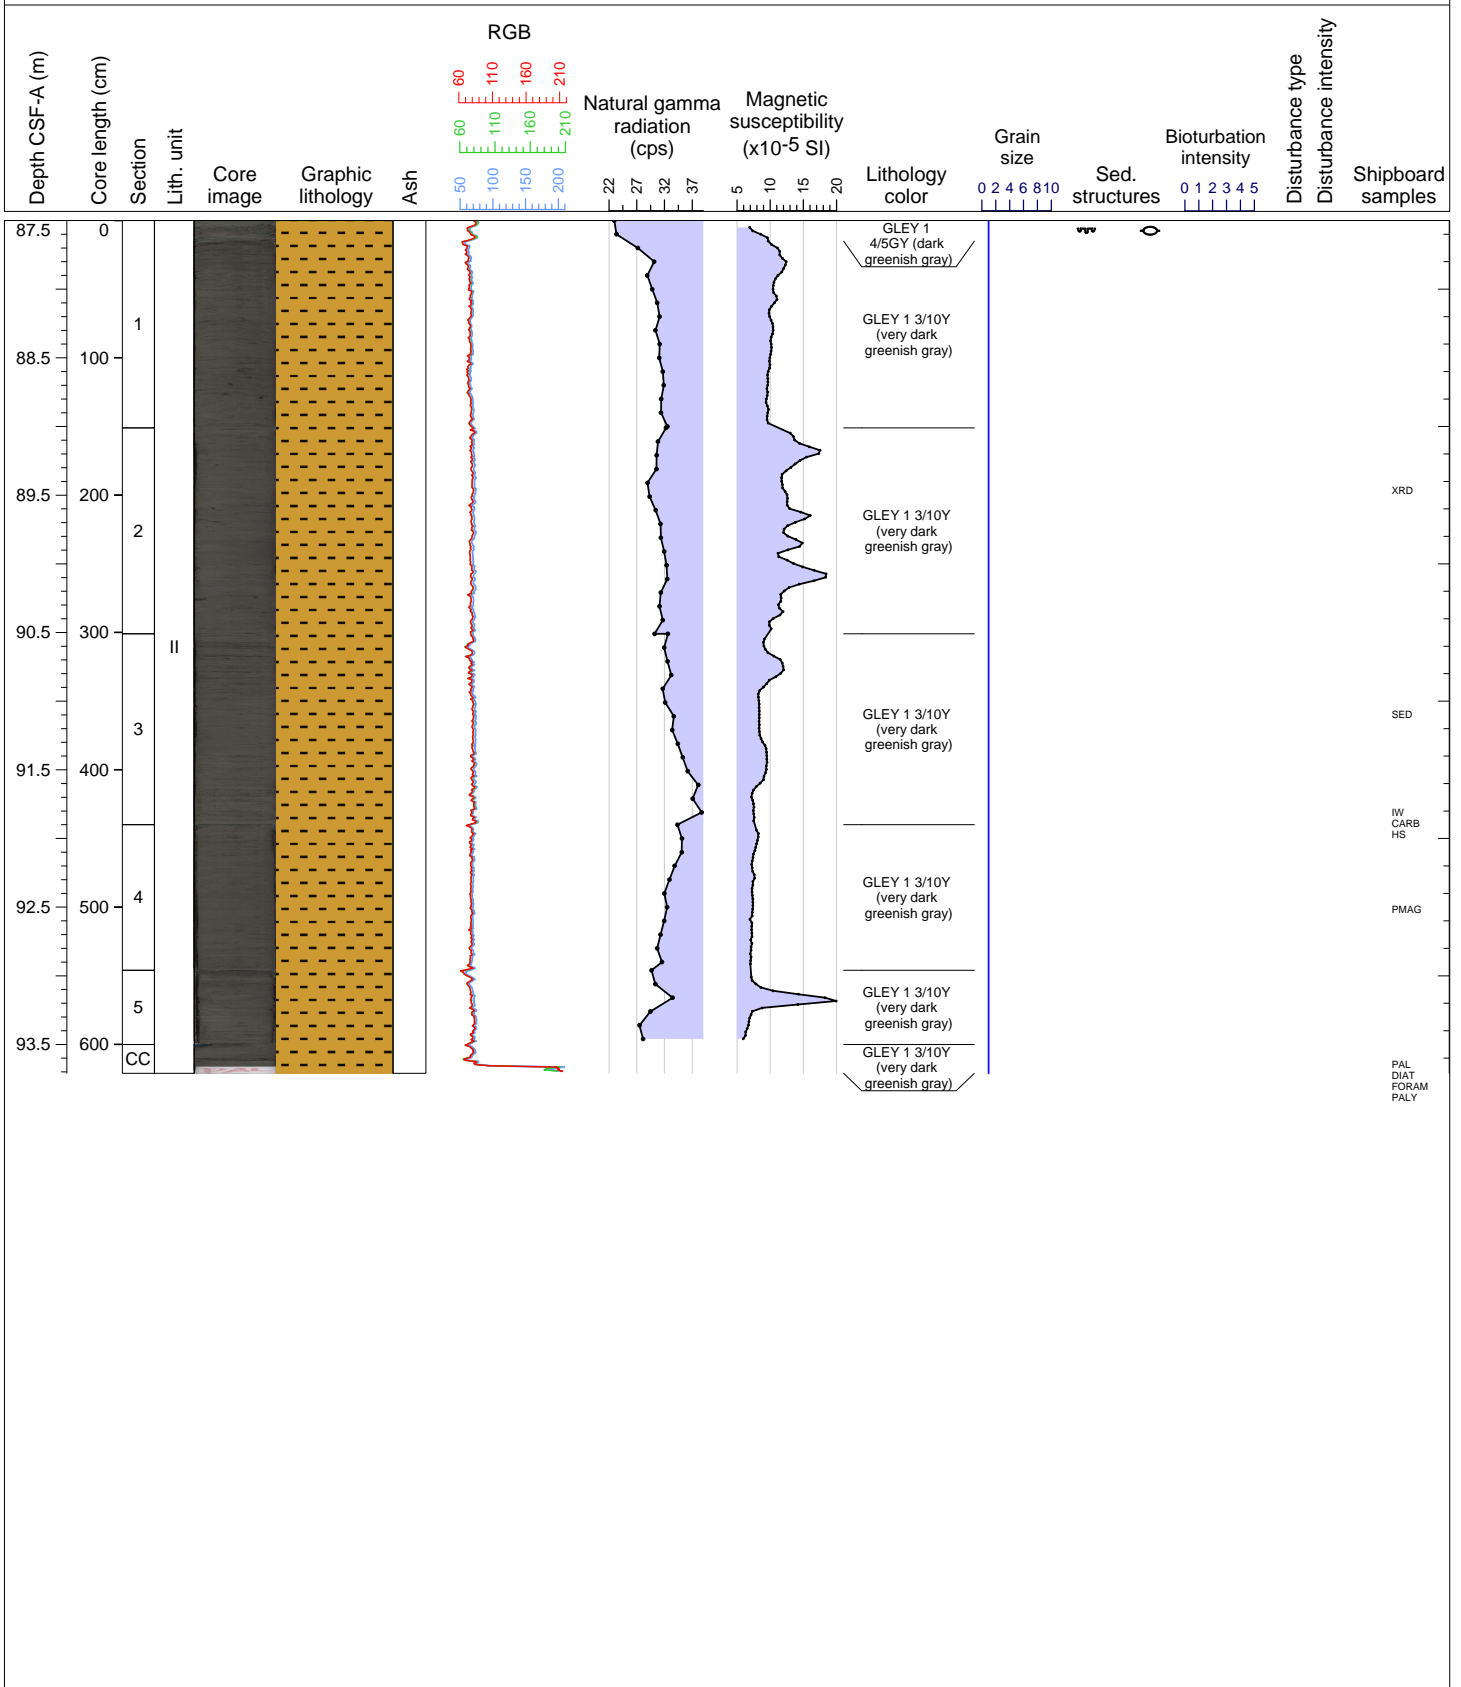 RGB
60 110 160 210
60 110 160 210
50 100 150 200
Depth CSF-A (m)
Core length (cm)
Section
Lith. unit
Core
image
Graphic
lithology
Ash
Natural gamma
radiation
(cps)
22 27 32 37
Magnetic
susceptibility
(x10-5 SI)
5 10 15 20
Lithology
color
Grain
size
0 2 4 6 8 10
Sed.
structures
Bioturbation
intensity
0 1 2 3 4 5
Disturbance type
Disturbance intensity
Shipboard
samples
87.5 0
GLEY 1
4/5GY (dark
greenish gray)
1
GLEY 1 3/10Y
(very dark
greenish gray)
88.5 100
89.5 200
XRD
2
GLEY 1 3/10Y
(very dark
greenish gray)
90.5 300
II
3
GLEY 1 3/10Y
(very dark
greenish gray)
SED
91.5 400
IW
CARB
HS
4
GLEY 1 3/10Y
(very dark
greenish gray)
92.5 500
PMAG
5
GLEY 1 3/10Y
(very dark
greenish gray)
93.5 600
CC
GLEY 1 3/10Y
(very dark
greenish gray)
PAL
PAL
DIAT
FORAM
PALY